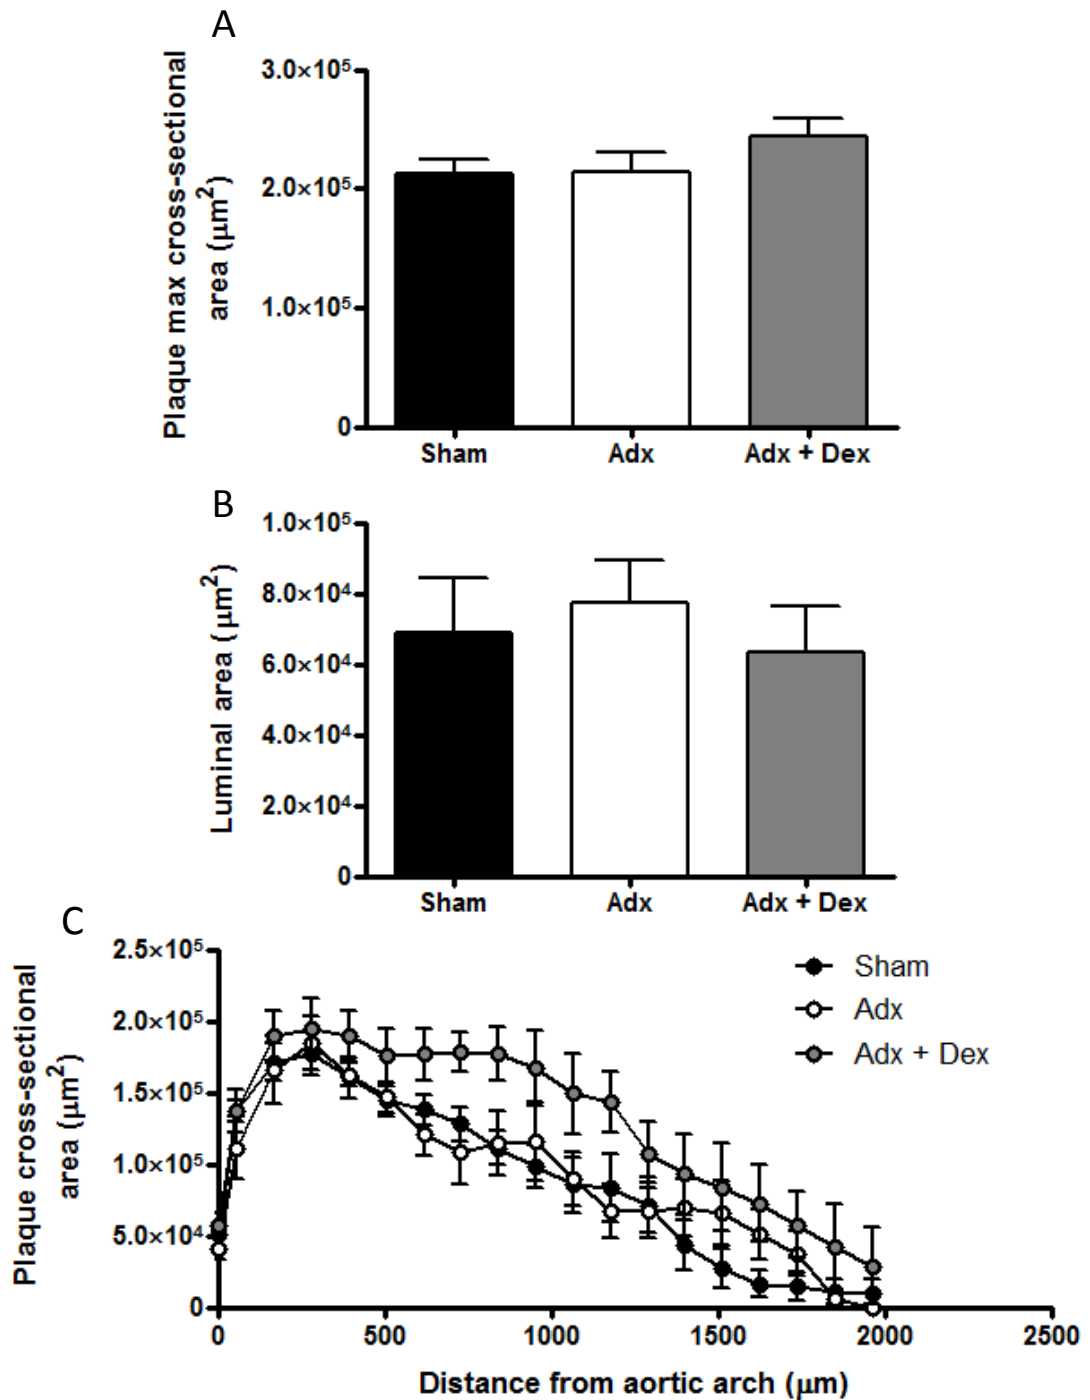 A
Plaque max cross-sectional
area (μm²)
3.0×10⁵
2.0×10⁵
1.0×10⁵
0
Sham Adx Adx + Dex
B
Luminal area (μm²)
1.0×10⁵
8.0×10⁴
6.0×10⁴
4.0×10⁴
2.0×10⁴
0
Sham Adx Adx + Dex
C
Plaque cross-sectional
area (μm²)
2.5×10⁵
2.0×10⁵
1.5×10⁵
1.0×10⁵
5.0×10⁴
0
Sham
Adx
Adx + Dex
0 500 1000 1500 2000 2500
Distance from aortic arch (μm)